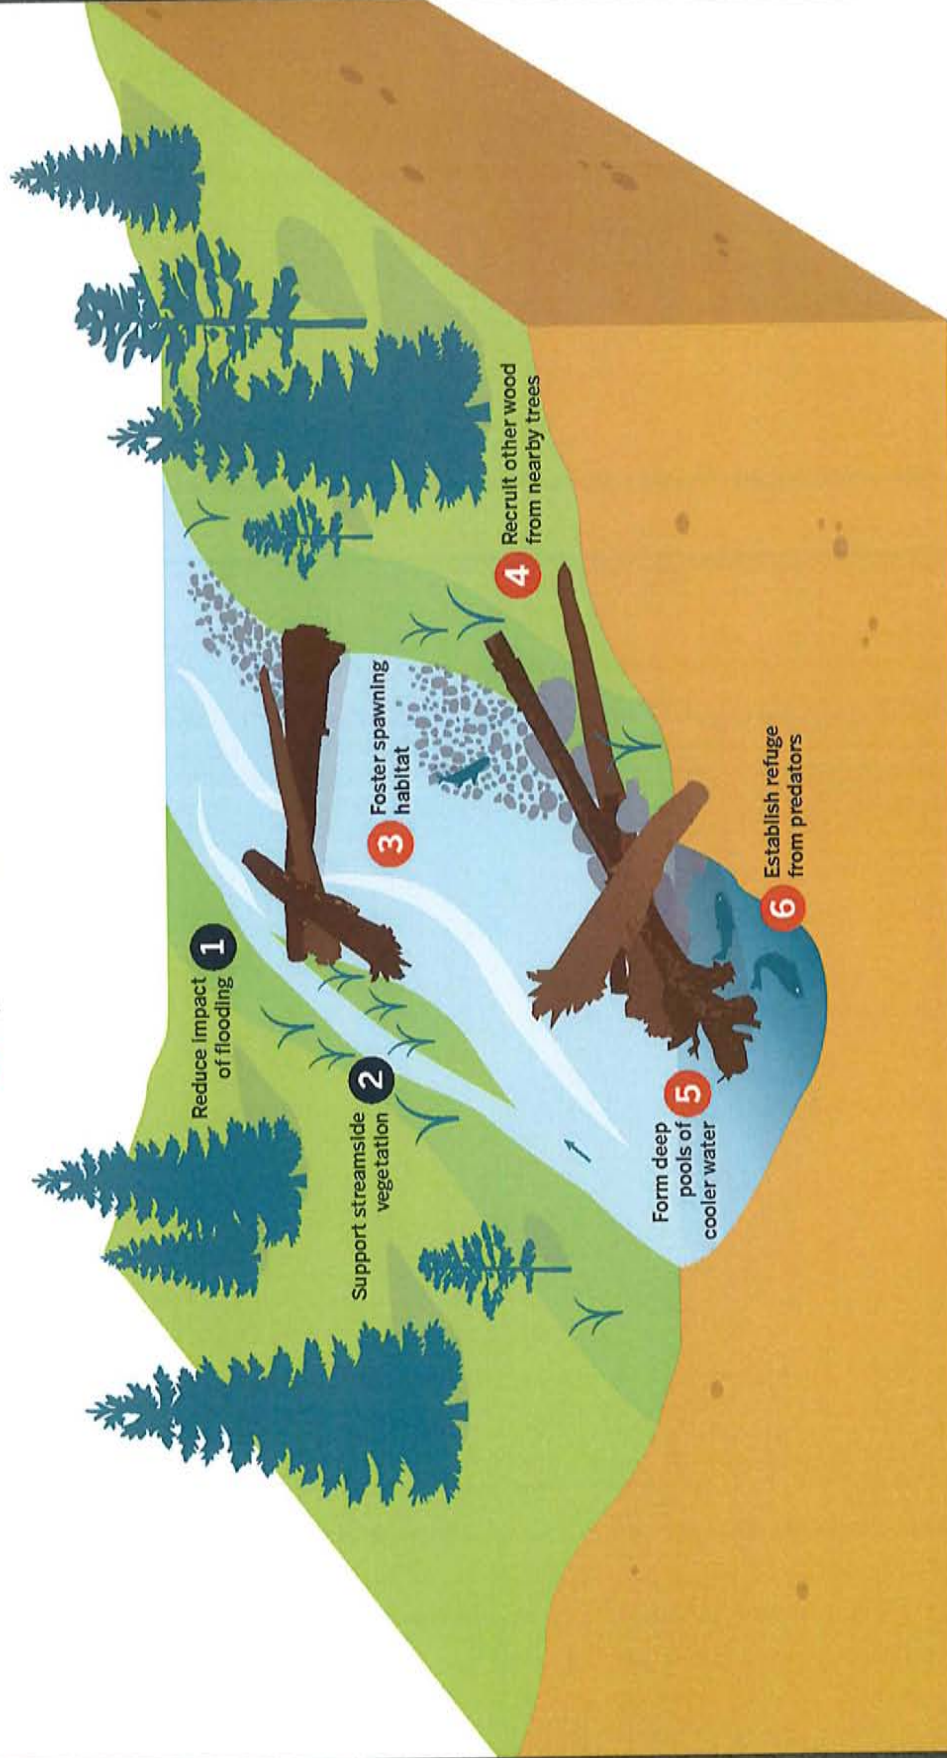 1
Reduce impact
of flooding
2
Support streamside
vegetation
3
Foster spawning
habitat
4
Recruit other wood
from nearby trees
5
Form deep
pools of
cooler water
6
Establish refuge
from predators